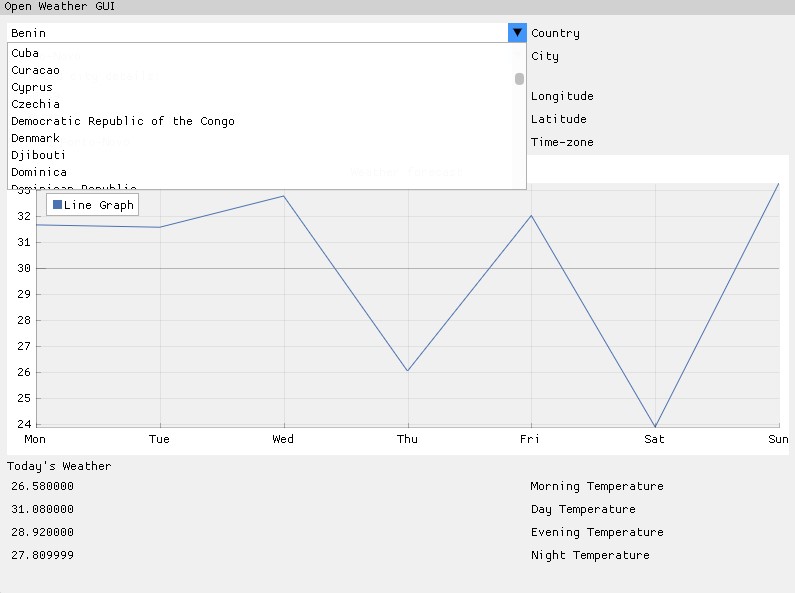 Open Weather GUI
Benin
Country
Cuba
City
Curacao
Cyprus
Longitude
Czechia
Democratic Republic of the Congo
Latitude
Denmark
Time-zone
Djibouti
Dominica
Dominican Republic
33
Line Graph
32
31
30
29
28
27
26
25
24
Mon Tue Wed Thu Fri Sat Sun
Today's Weather
26.580000 Morning Temperature
31.080000 Day Temperature
28.920000 Evening Temperature
27.809999 Night Temperature